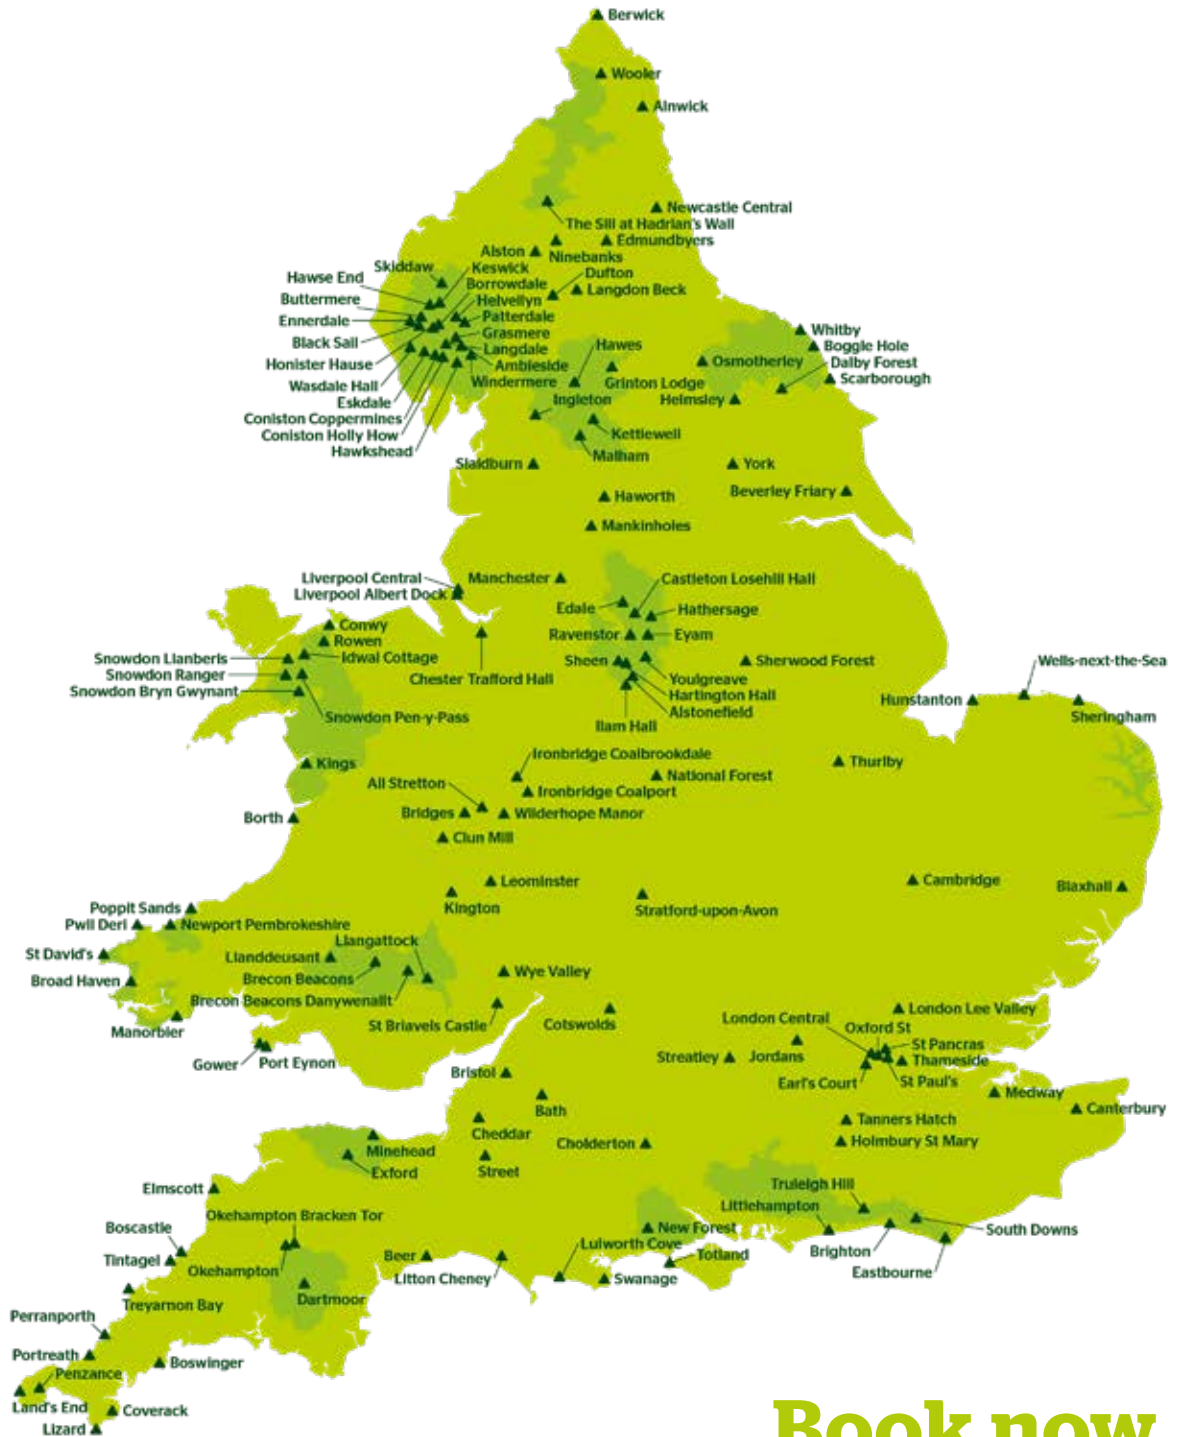 Berwick
Wooler
Alnwick
Newcastle Central
The Sill at Hadrian's Wall
Edmundbyers
Alston
Ninebanks
Skiddaw
Keswick
Dufton
Hawse End
Borrowdale
Langdon Beck
Buttermere
Helvellyn
Ennerdale
Patterdale
Whitby
Grasmere
Black Sail
Langdale
Hawes
Boggle Hole
Honister Hause
Ambleside
Osmotherley
Dalby Forest
Wasdale Hall
Windermere
Grinton Lodge
Scarborough
Eskdale
Ingleton
Helmsley
Coniston Coppermines
Coniston Holly How
Kettlewell
Hawkshead
Malham
Slaidburn
York
Haworth
Beverley Friary
Mankinholes
Liverpool Central
Manchester
Castleton Losehill Hall
Liverpool Albert Dock
Edale
Hathersage
Conwy
Ravenstor
Eyam
Rowen
Snowdon Llanberis
Idwal Cottage
Sheen
Sherwood Forest
Wells-next-the-Sea
Snowdon Ranger
Chester Trafford Hall
Youlgreave
Snowdon Bryn Gwynant
Hartington Hall
Hunstanton
Snowdon Pen-y-Pass
Alstonefield
Sheringham
Ilam Hall
Ironbridge Coalbrookdale
Kings
Thurlby
All Stretton
National Forest
Ironbridge Coalport
Borth
Bridges
Wilderhope Manor
Clun Mill
Leominster
Cambridge
Blaxhall
Kington
Stratford-upon-Avon
Poppit Sands
Pwll Deri
Newport Pembrokeshire
Llangattock
St David's
Llanddeusant
Broad Haven
Brecon Beacons
Wye Valley
Brecon Beacons Danywenallt
Manorbier
St Briavels Castle
Cotswolds
London Lee Valley
London Central
Oxford St
St Pancras
Gower
Port Eynon
Streatley
Jordans
Thameside
Bristol
Earl's Court
St Paul's
Medway
Bath
Canterbury
Cheddar
Tanners Hatch
Minehead
Cholderton
Holmbury St Mary
Exford
Street
Elmscott
Truleigh Hill
Okehampton Bracken Tor
Littlehampton
Boscastle
New Forest
South Downs
Tintagel
Beer
Lulworth Cove
Totland
Brighton
Okehampton
Litton Cheney
Swanage
Eastbourne
Dartmoor
Treyarnon Bay
Perranporth
Portreath
Boswinger
Penzance
Land's End
Coverack
Lizard
Book now